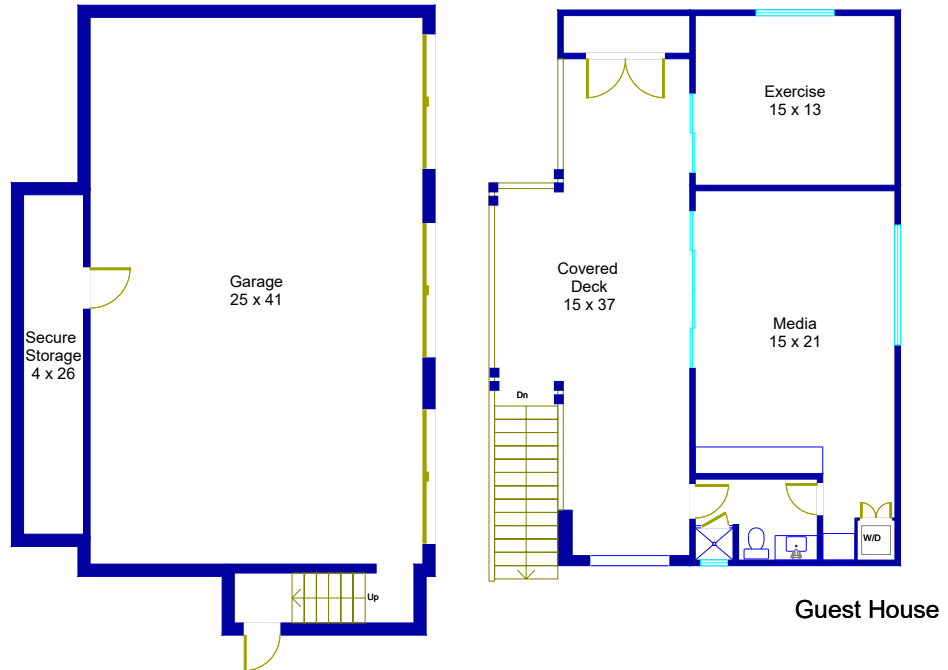 Garage
25 x 41
Secure
Storage
4 x 26
Up
Exercise
15 x 13
Covered
Deck
15 x 37
Media
15 x 21
Dn
W/D
Guest House